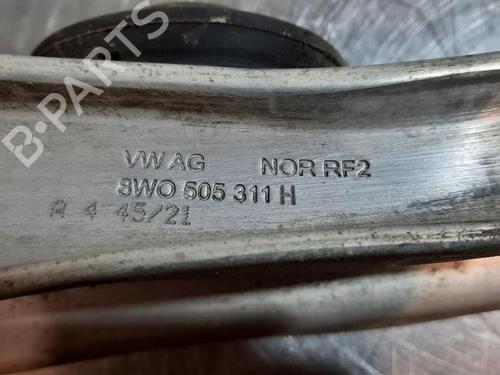 B-PARTS
VW AG NOR RF2
8W0 505 311 H
A 4 45/21